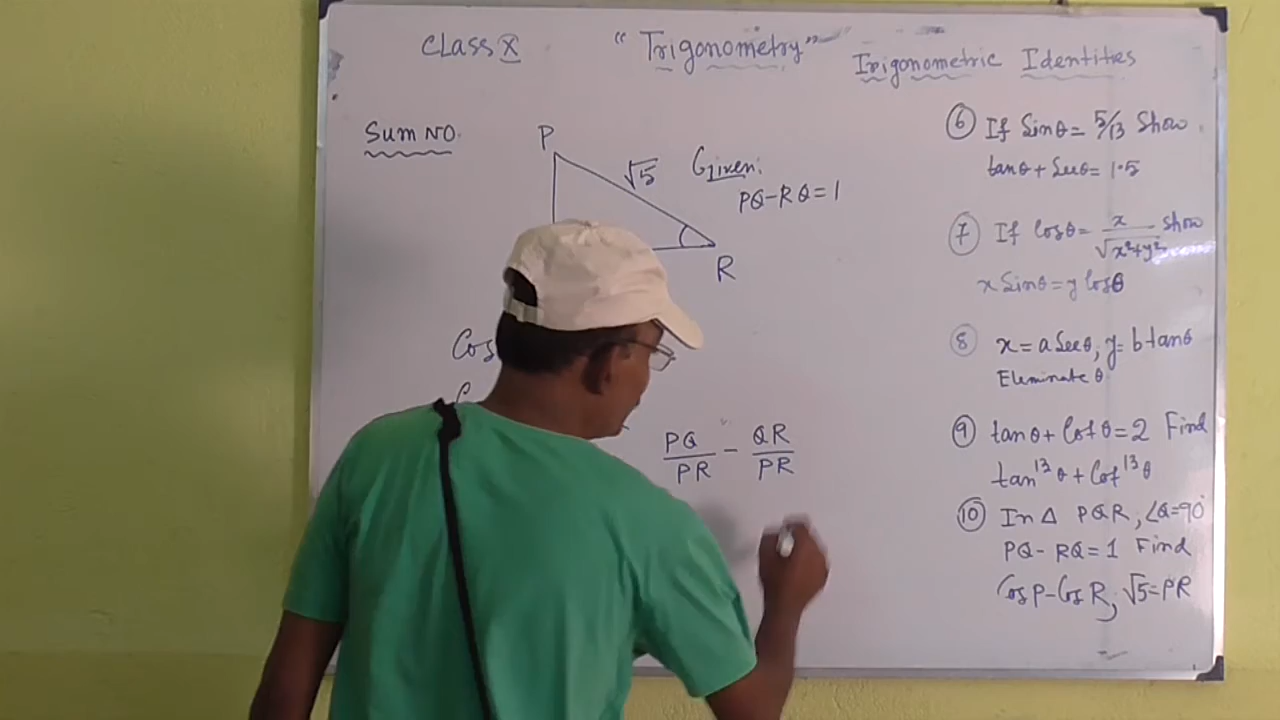 CLASS X
"Trigonometry"
Trigonometric Identities
Sum NO.
P
√5
Given:
PQ-RQ=1
R
Cos
PQ/PR - QR/PR
6 If Sinθ= 5/13 Show
tanθ + Secθ= 1.5
7 If Cosθ= x/√x²+y² Show
x Sinθ = y Cosθ
8 x = a Secθ, y= b tanθ
Eleminate θ
9 tanθ + Cotθ = 2 Find
tan¹³θ + Cot¹³θ
10 In Δ PQR, ∠Q=90°
PQ- RQ= 1 Find
CosP-CosR, √5=PR